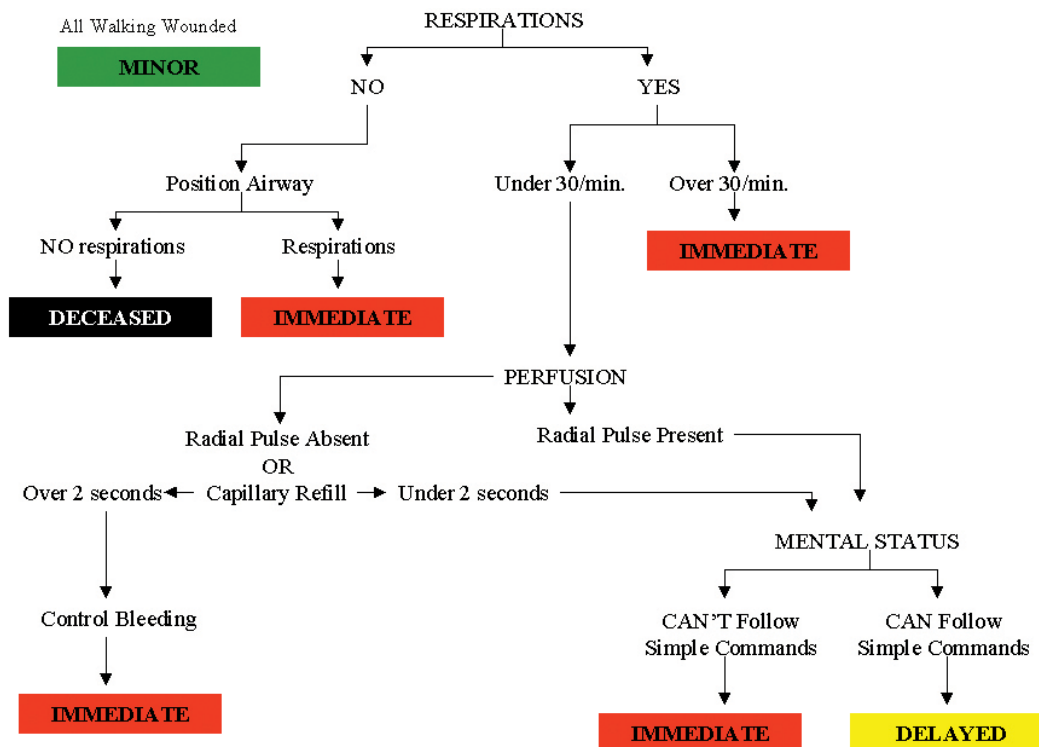 All Walking Wounded
MINOR
RESPIRATIONS
NO
YES
Position Airway
Under 30/min.
Over 30/min.
NO respirations
Respirations
IMMEDIATE
DECEASED
IMMEDIATE
PERFUSION
Radial Pulse Absent
OR
Radial Pulse Present
Over 2 seconds
Capillary Refill
Under 2 seconds
MENTAL STATUS
Control Bleeding
CAN’T Follow
Simple Commands
CAN Follow
Simple Commands
IMMEDIATE
IMMEDIATE
DELAYED